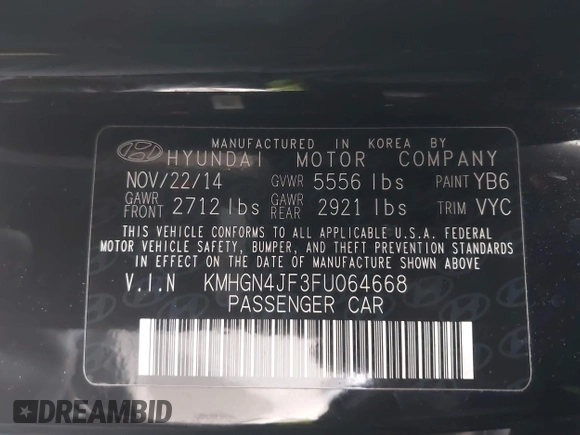 MANUFACTURED IN KOREA BY
HYUNDAI MOTOR COMPANY
NOV/22/14 GVWR 5556 lbs PAINT YB6
GAWR FRONT 2712 lbs GAWR REAR 2921 lbs TRIM VYC
THIS VEHICLE CONFORMS TO ALL APPLICABLE U.S.A. FEDERAL
MOTOR VEHICLE SAFETY, BUMPER, AND THEFT PREVENTION STANDARDS
IN EFFECT ON THE DATE OF MANUFACTURE SHOWN ABOVE
V.I.N KMHGN4JF3FU064668
PASSENGER CAR
DREAMBID